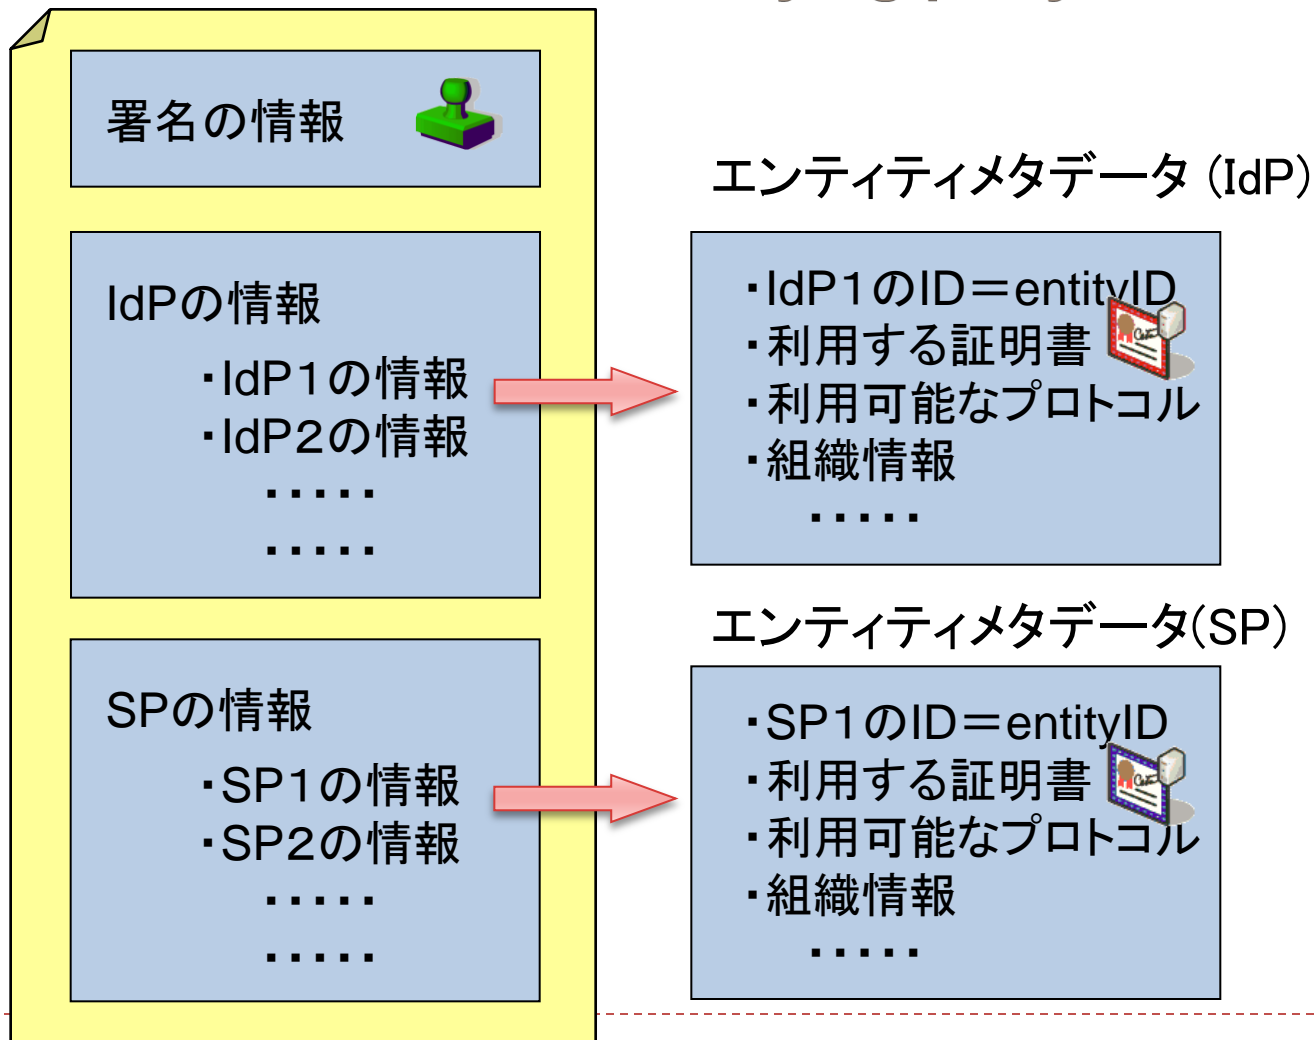 署名の情報
IdPの情報
・IdP1の情報
・IdP2の情報
・・・・・
・・・・・
SPの情報
・SP1の情報
・SP2の情報
・・・・・
・・・・・
エンティティメタデータ (IdP)
・IdP1のID＝entityID
・利用する証明書
・利用可能なプロトコル
・組織情報
・・・・・
エンティティメタデータ(SP)
・SP1のID＝entityID
・利用する証明書
・利用可能なプロトコル
・組織情報
・・・・・